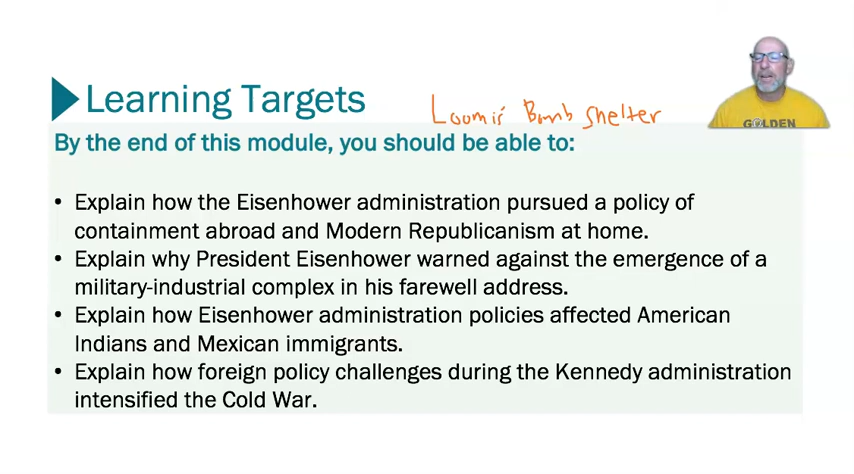 Learning Targets
Loomis Bomb Shelter
GOLDEN
By the end of this module, you should be able to:
• Explain how the Eisenhower administration pursued a policy of
containment abroad and Modern Republicanism at home.
• Explain why President Eisenhower warned against the emergence of a
military-industrial complex in his farewell address.
• Explain how Eisenhower administration policies affected American
Indians and Mexican immigrants.
• Explain how foreign policy challenges during the Kennedy administration
intensified the Cold War.